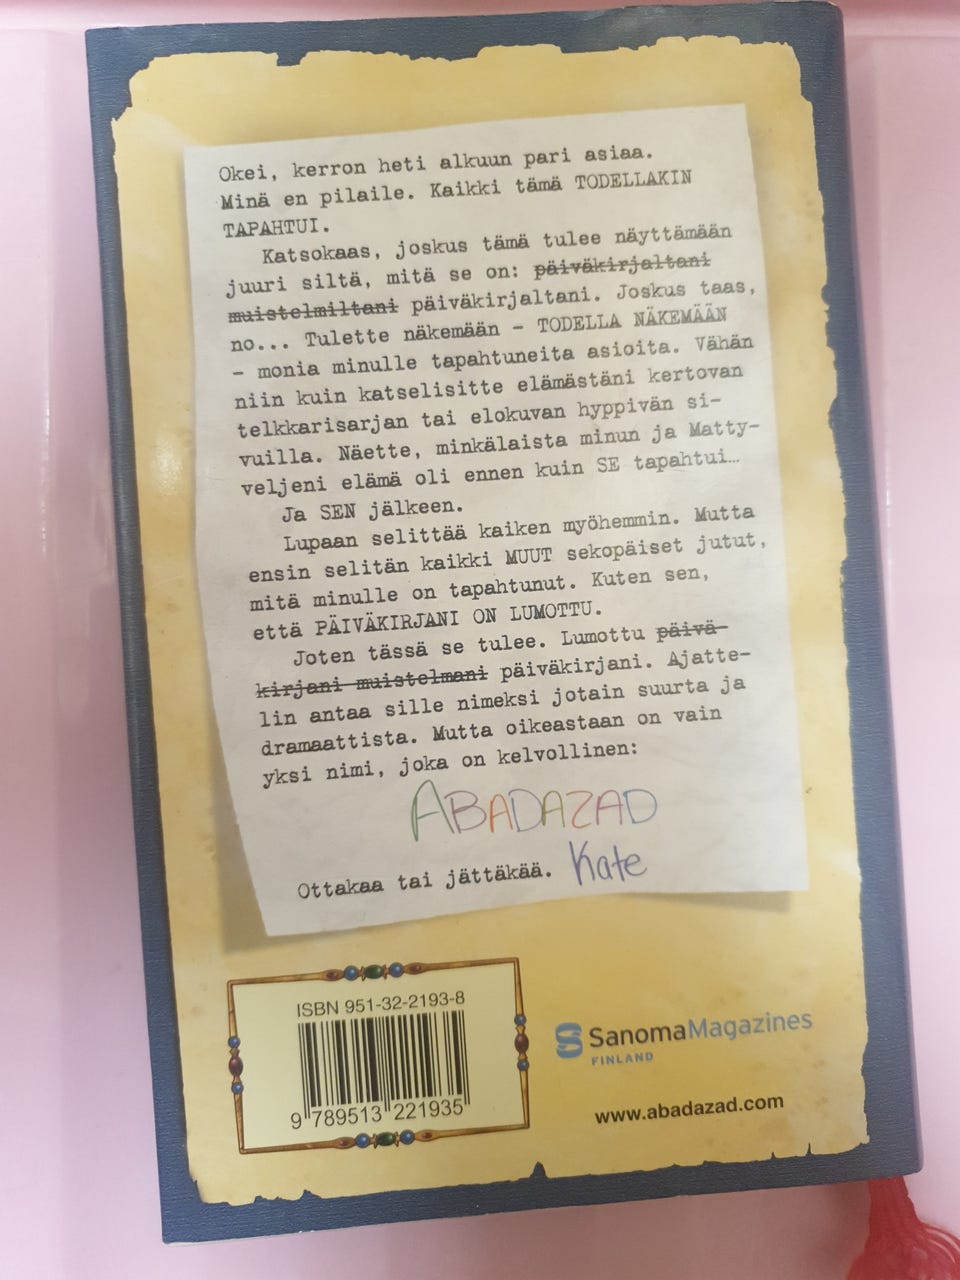 Okei, kerron heti alkuun pari asiaa.
Minä en pilaile. Kaikki tämä TODELLAKIN
TAPAHTUI.
Katsokaas, joskus tämä tulee näyttämään
juuri siltä, mitä se on: päiväkirjaltani
muistelmiltani päiväkirjaltani. Joskus taas,
no... Tulette näkemään - TODELLA NÄKEMÄÄN
- monia minulle tapahtuneita asioita. Vähän
niin kuin katselisitte elämästäni kertovan
telkkarisarjan tai elokuvan hyppivän si-
vuilla. Näette, minkälaista minun ja Matty-
veljeni elämä oli ennen kuin SE tapahtui...
Ja SEN jälkeen.
Lupaan selittää kaiken myöhemmin. Mutta
ensin selitän kaikki MUUT sekopäiset jutut,
mitä minulle on tapahtunut. Kuten sen,
että PÄIVÄKIRJANI ON LUMOTTU.
Joten tässä se tulee. Lumottu päivä-
kirjani muistelmani päiväkirjani. Ajatte-
lin antaa sille nimeksi jotain suurta ja
dramaattista. Mutta oikeastaan on vain
yksi nimi, joka on kelvollinen:
ABADAZAD
Ottakaa tai jättäkää. Kate
ISBN 951-32-2193-8
9 789513 221935
SanomaMagazines
FINLAND
www.abadazad.com